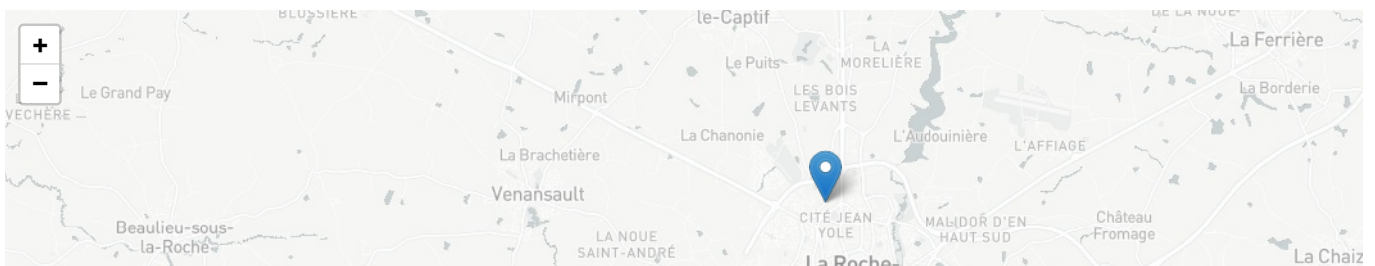 BLUSSIÈRE
le-Captif
DE LA NOUE
+
La Ferrière
LA
MORELIÈRE
Le Puits
−
Le Grand Pay
Mirpont
LES BOIS
LEVANTS
La Borderie
VECHÈRE
La Chanonie
L'Audouinière
L'AFFIAGE
La Brachetière
Venansault
CITÉ JEAN
YOLE
MALIDOR D'EN
HAUT SUD
Château
Fromage
Beaulieu-sous-
la-Roche
LA NOUE
SAINT-ANDRÉ
La Roche-
La Chaiz